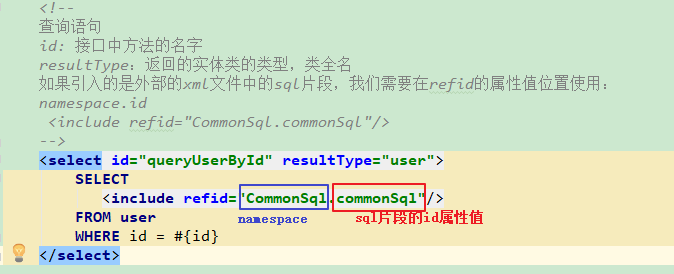 <!--
查询语句
id: 接口中方法的名字
resultType: 返回的实体类的类型, 类全名
如果引入的是外部的xml文件中的sql片段, 我们需要在refid的属性值位置使用:
namespace.id
<include refid="CommonSql.commonSql"/>
-->
<select id="queryUserById" resultType="user">
SELECT
<include refid="CommonSql.commonSql"/>
namespace sql片段的id属性值
FROM user
WHERE id = #{id}
</select>